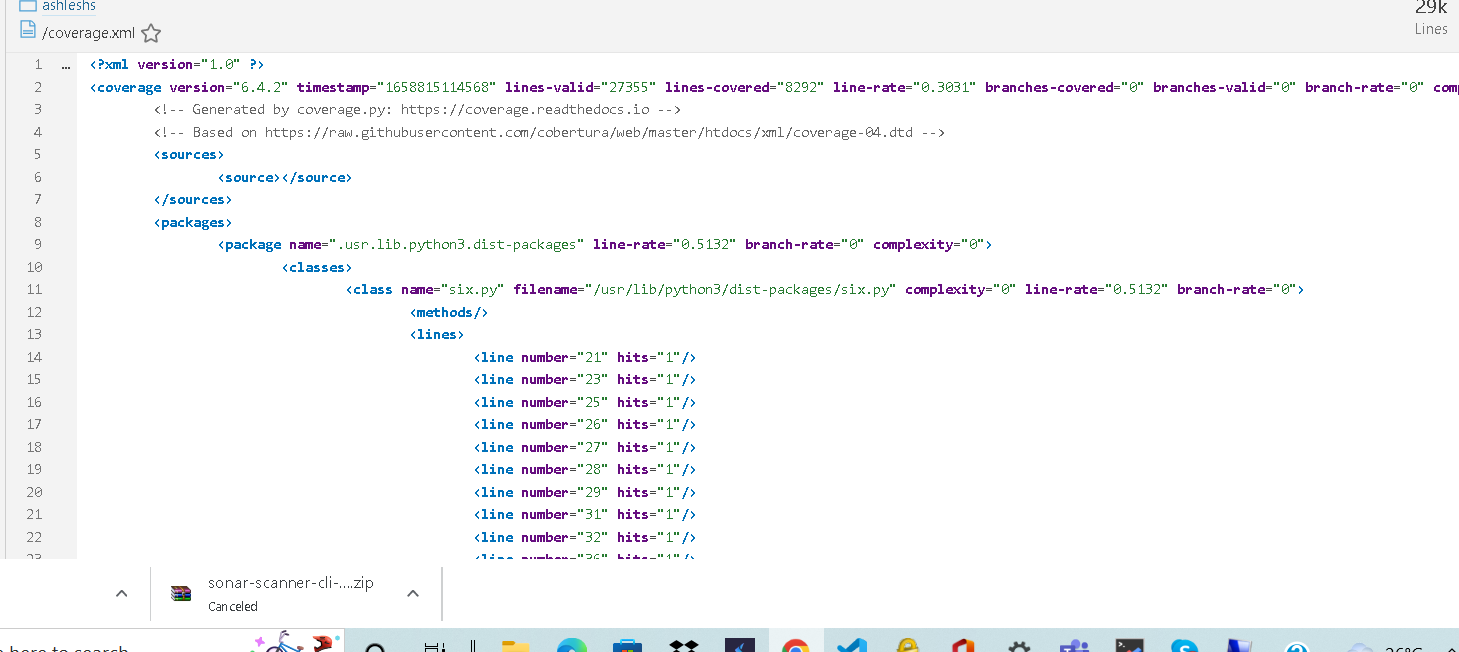 ashleshs
29k
/coverage.xml
Lines
1 … <?xml version="1.0" ?>
2 <coverage version="6.4.2" timestamp="1658815114568" lines-valid="27355" lines-covered="8292" line-rate="0.3031" branches-covered="0" branches-valid="0" branch-rate="0" com
3 <!-- Generated by coverage.py: https://coverage.readthedocs.io -->
4 <!-- Based on https://raw.githubusercontent.com/cobertura/web/master/htdocs/xml/coverage-04.dtd -->
5 <sources>
6 <source></source>
7 </sources>
8 <packages>
9 <package name=".usr.lib.python3.dist-packages" line-rate="0.5132" branch-rate="0" complexity="0">
10 <classes>
11 <class name="six.py" filename="/usr/lib/python3/dist-packages/six.py" complexity="0" line-rate="0.5132" branch-rate="0">
12 <methods/>
13 <lines>
14 <line number="21" hits="1"/>
15 <line number="23" hits="1"/>
16 <line number="25" hits="1"/>
17 <line number="26" hits="1"/>
18 <line number="27" hits="1"/>
19 <line number="28" hits="1"/>
20 <line number="29" hits="1"/>
21 <line number="31" hits="1"/>
22 <line number="32" hits="1"/>
23 <line number="36" hits="1"/>
sonar-scanner-cli-....zip
Canceled
here to search
26°C